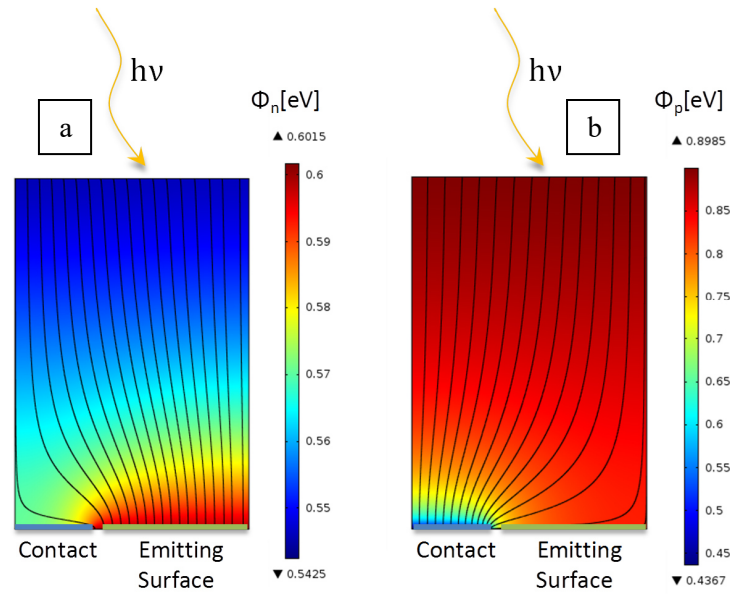 hν
a
Φn[eV]
▲ 0.6015
0.6
0.59
0.58
0.57
0.56
0.55
▼ 0.5425
Contact
Emitting
Surface
hν
b
Φp[eV]
▲ 0.8985
0.85
0.8
0.75
0.7
0.65
0.6
0.55
0.5
0.45
▼ 0.4367
Contact
Emitting
Surface